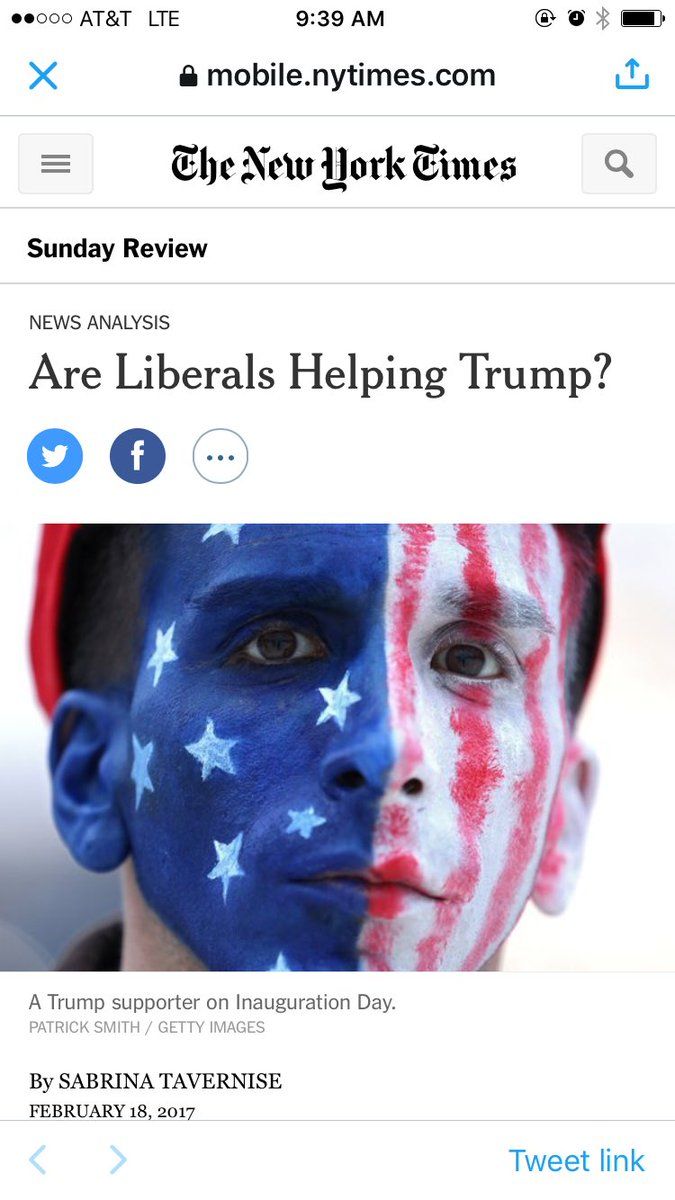 AT&T LTE 9:39 AM
mobile.nytimes.com
The New York Times
Sunday Review
NEWS ANALYSIS
Are Liberals Helping Trump?
A Trump supporter on Inauguration Day.
PATRICK SMITH / GETTY IMAGES
By SABRINA TAVERNISE
FEBRUARY 18, 2017
Tweet link